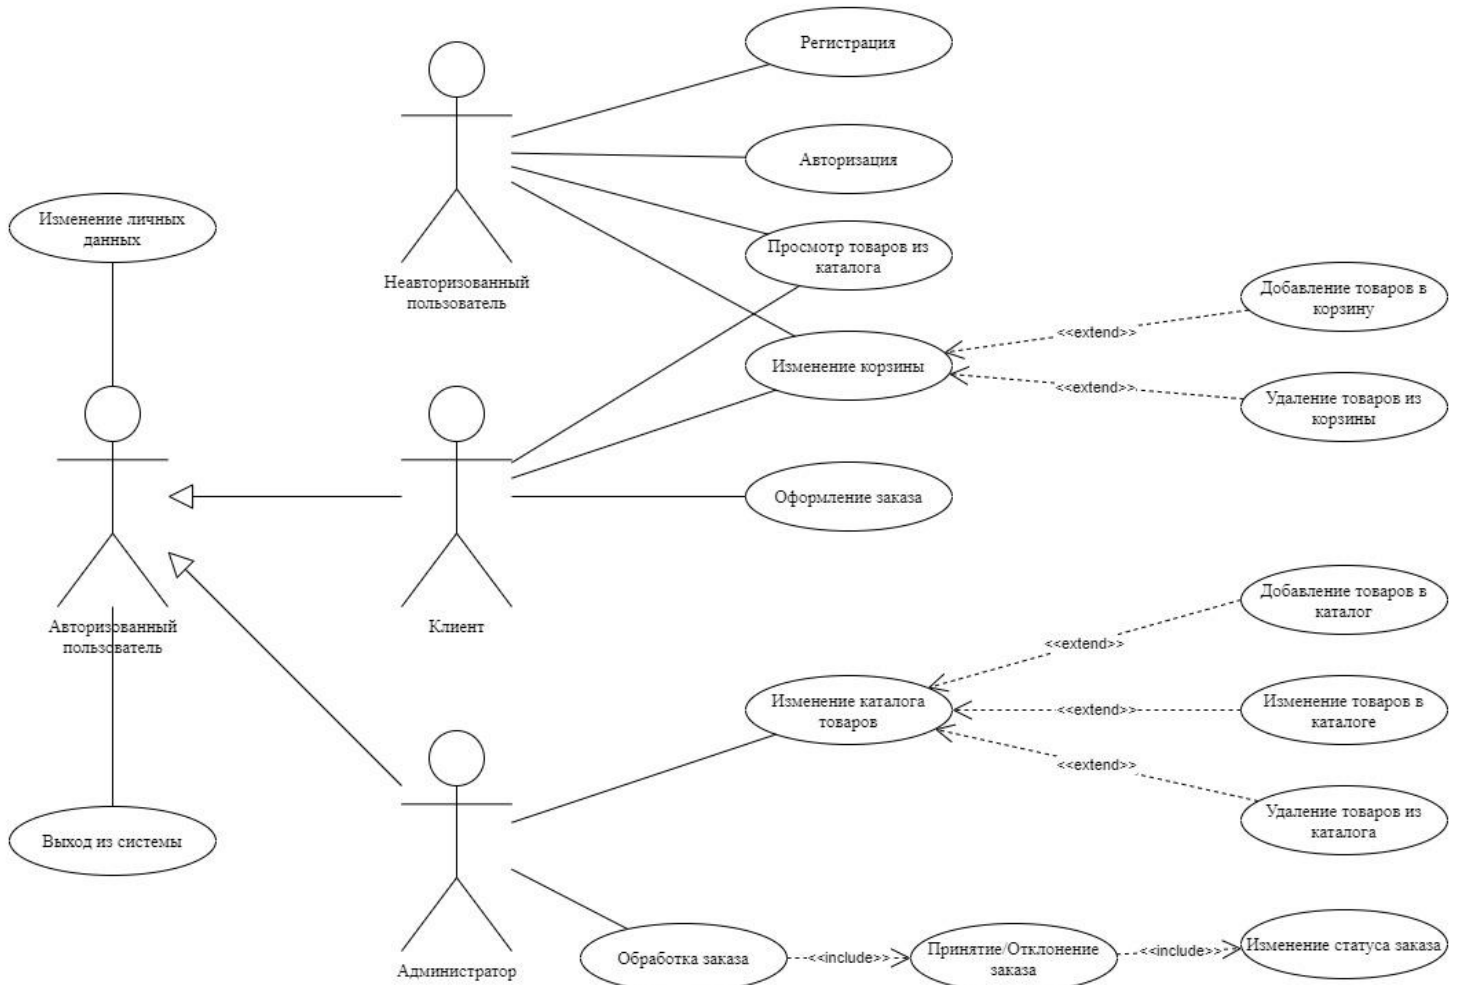 Регистрация
Авторизация
Изменение личных
данных
Просмотр товаров из
каталога
Неавторизованный
пользователь
Добавление товаров в
корзину
<<extend>>
Изменение корзины
<<extend>>
Удаление товаров из
корзины
Оформление заказа
Авторизованный
пользователь
Клиент
Добавление товаров в
каталог
<<extend>>
Изменение каталога
товаров
<<extend>>
Изменение товаров в
каталоге
<<extend>>
Удаление товаров из
каталога
Выход из системы
Администратор
Обработка заказа
<<include>>
Принятие/Отклонение
заказа
<<include>>
Изменение статуса заказа